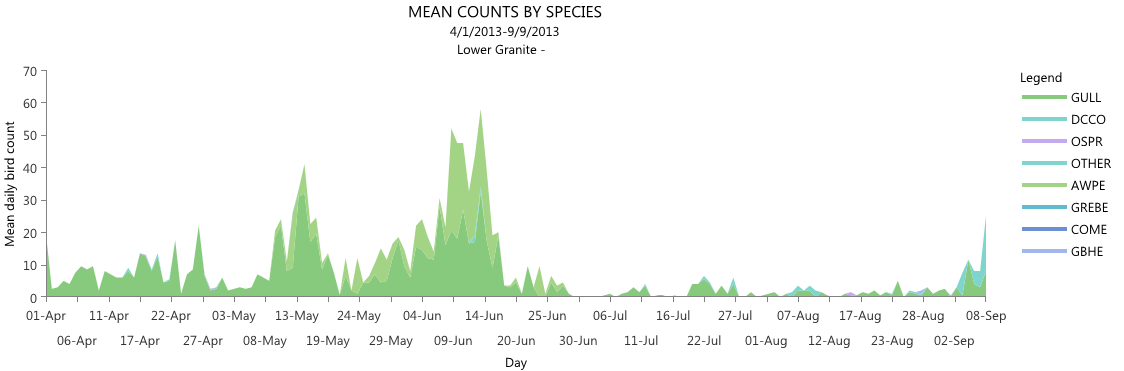 MEAN COUNTS BY SPECIES
4/1/2013-9/9/2013
Lower Granite -
Mean daily bird count
70
60
50
40
30
20
10
0
01-Apr 11-Apr 22-Apr 03-May 13-May 24-May 04-Jun 14-Jun 25-Jun 06-Jul 16-Jul 27-Jul 07-Aug 17-Aug 28-Aug 08-Sep
06-Apr 17-Apr 27-Apr 08-May 19-May 29-May 09-Jun 20-Jun 30-Jun 11-Jul 22-Jul 01-Aug 12-Aug 23-Aug 02-Sep
Day
Legend
GULL
DCCO
OSPR
OTHER
AWPE
GREBE
COME
GBHE